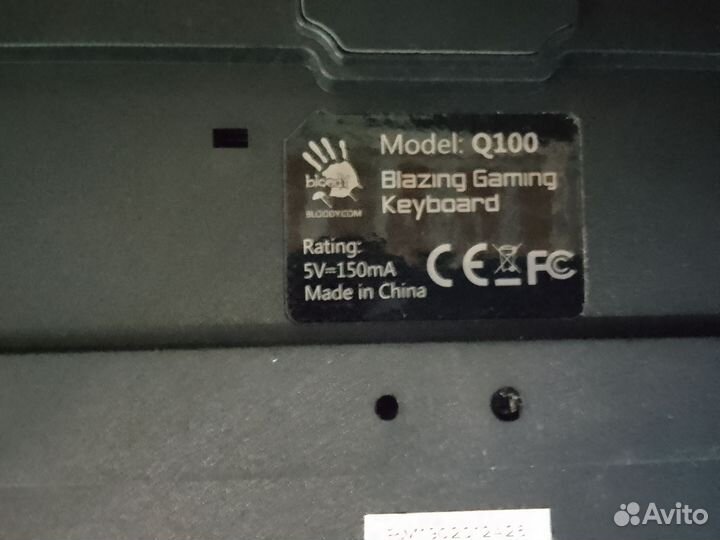 Model: Q100
bloody
BLOODY.COM
Blazing Gaming
Keyboard
Rating:
5V=150mA
Made in China
CE FC
Avito